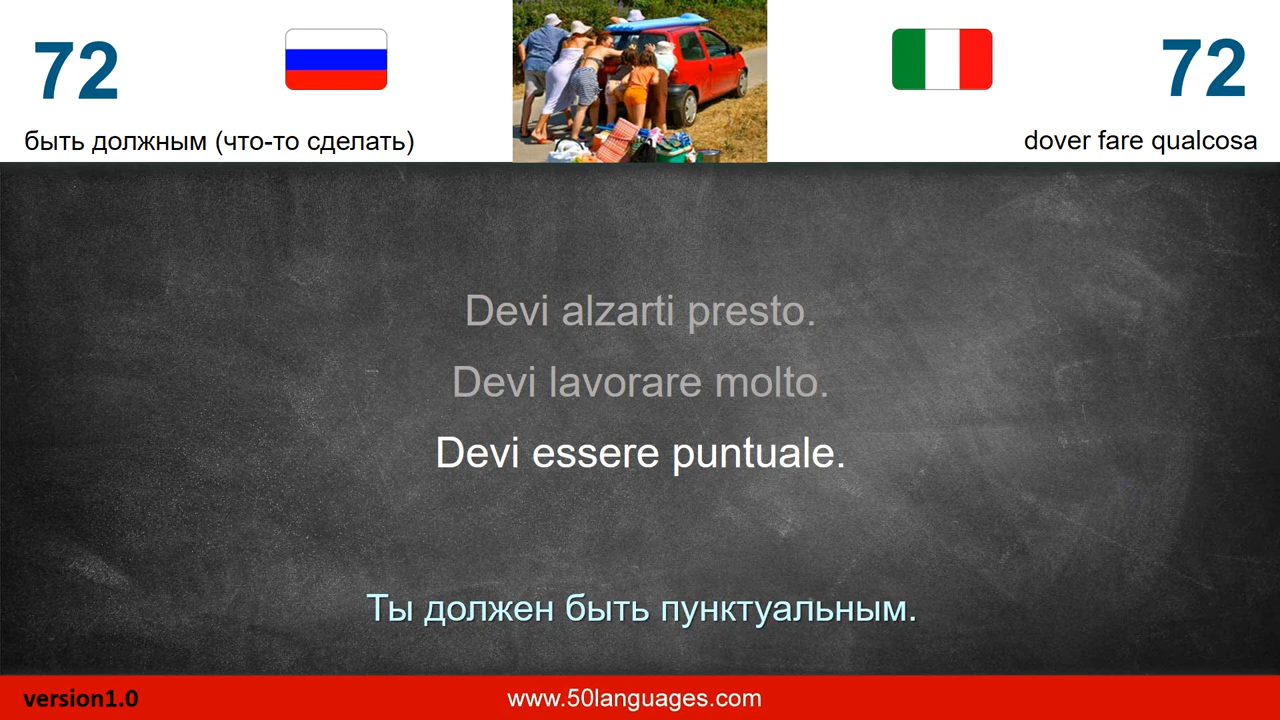 72
72
быть должным (что-то сделать)
dover fare qualcosa
Devi alzarti presto.
Devi lavorare molto.
Devi essere puntuale.
Ты должен быть пунктуальным.
version1.0
www.50languages.com